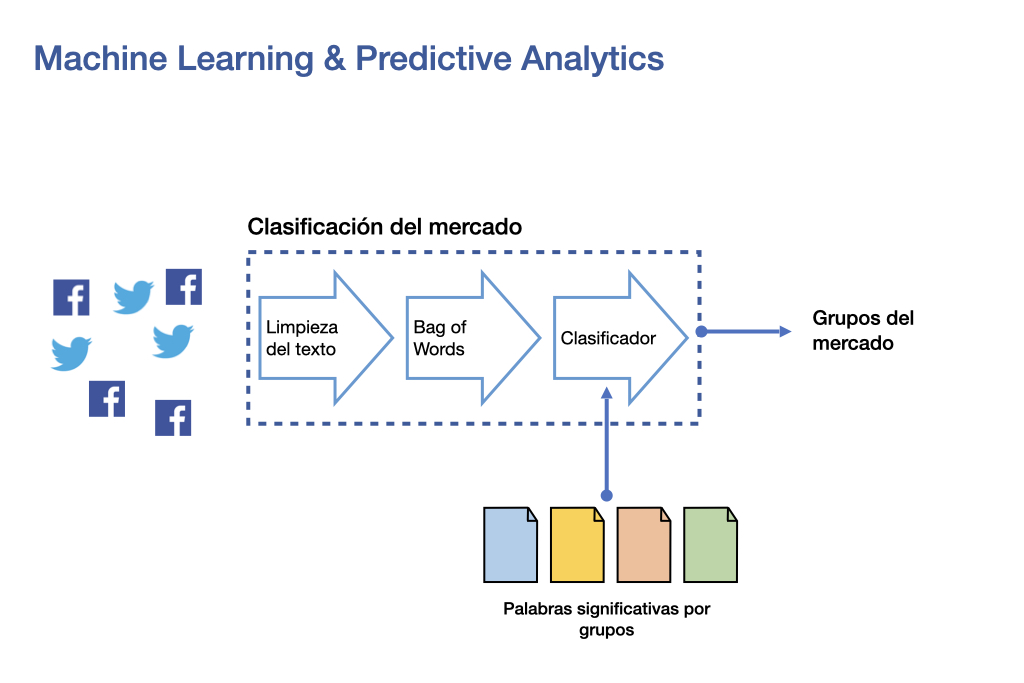 Machine Learning & Predictive Analytics
Clasificación del mercado
Limpieza
del texto
Bag of
Words
Clasificador
Grupos del
mercado
Palabras significativas por
grupos